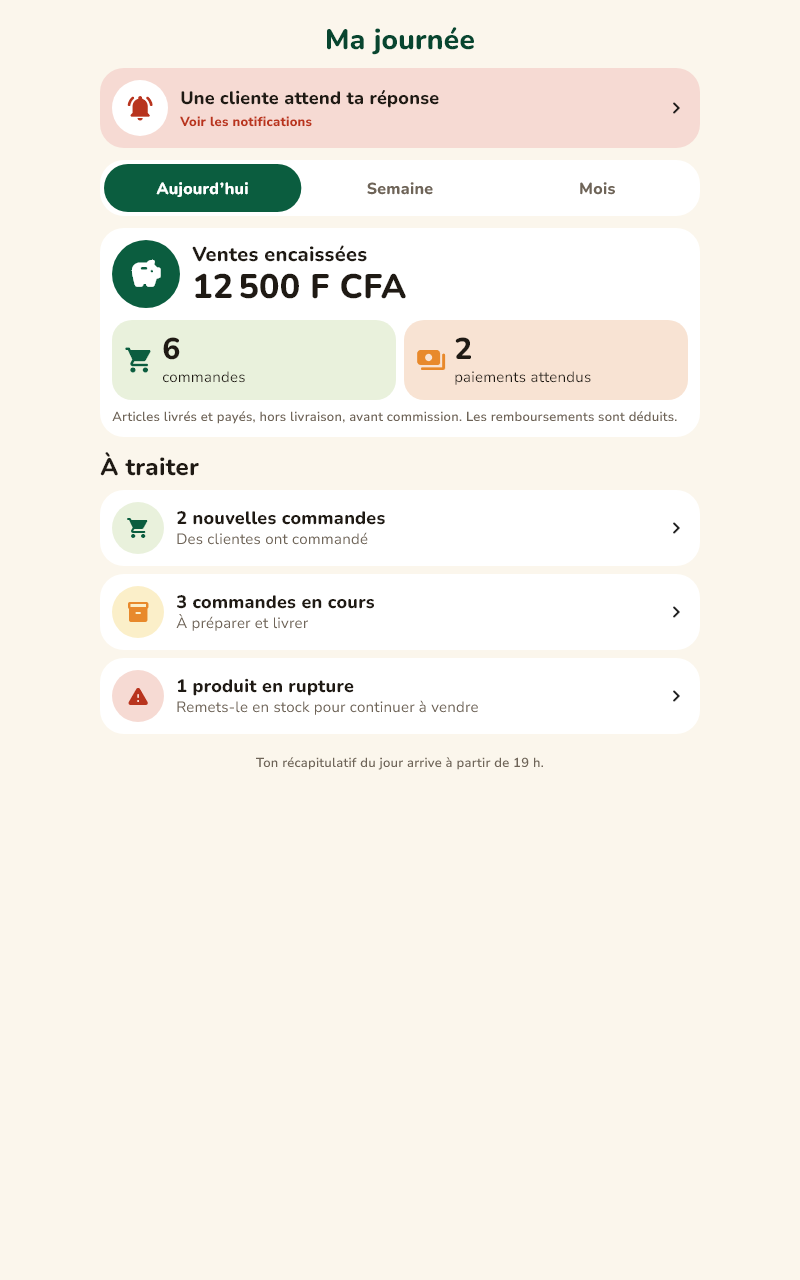 Ma journée
Une cliente attend ta réponse
Voir les notifications
Aujourd’hui
Semaine
Mois
Ventes encaissées
12 500 F CFA
6
commandes
2
paiements attendus
Articles livrés et payés, hors livraison, avant commission. Les remboursements sont déduits.
À traiter
2 nouvelles commandes
Des clientes ont commandé
3 commandes en cours
À préparer et livrer
1 produit en rupture
Remets-le en stock pour continuer à vendre
Ton récapitulatif du jour arrive à partir de 19 h.